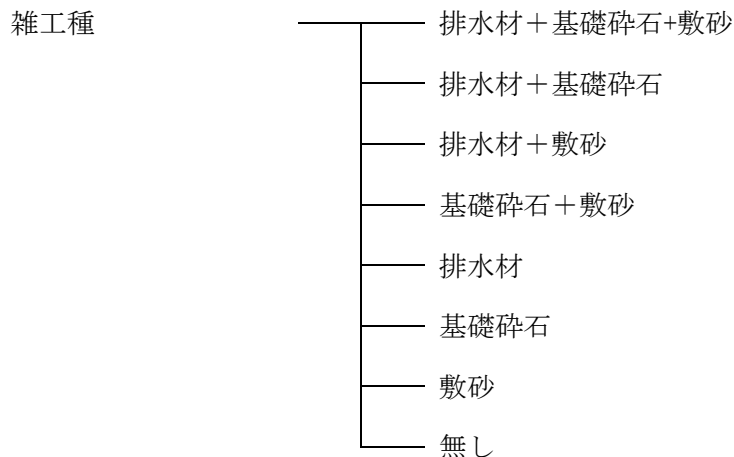 雑工種
排水材＋基礎砕石+敷砂
排水材＋基礎砕石
排水材＋敷砂
基礎砕石＋敷砂
排水材
基礎砕石
敷砂
無し